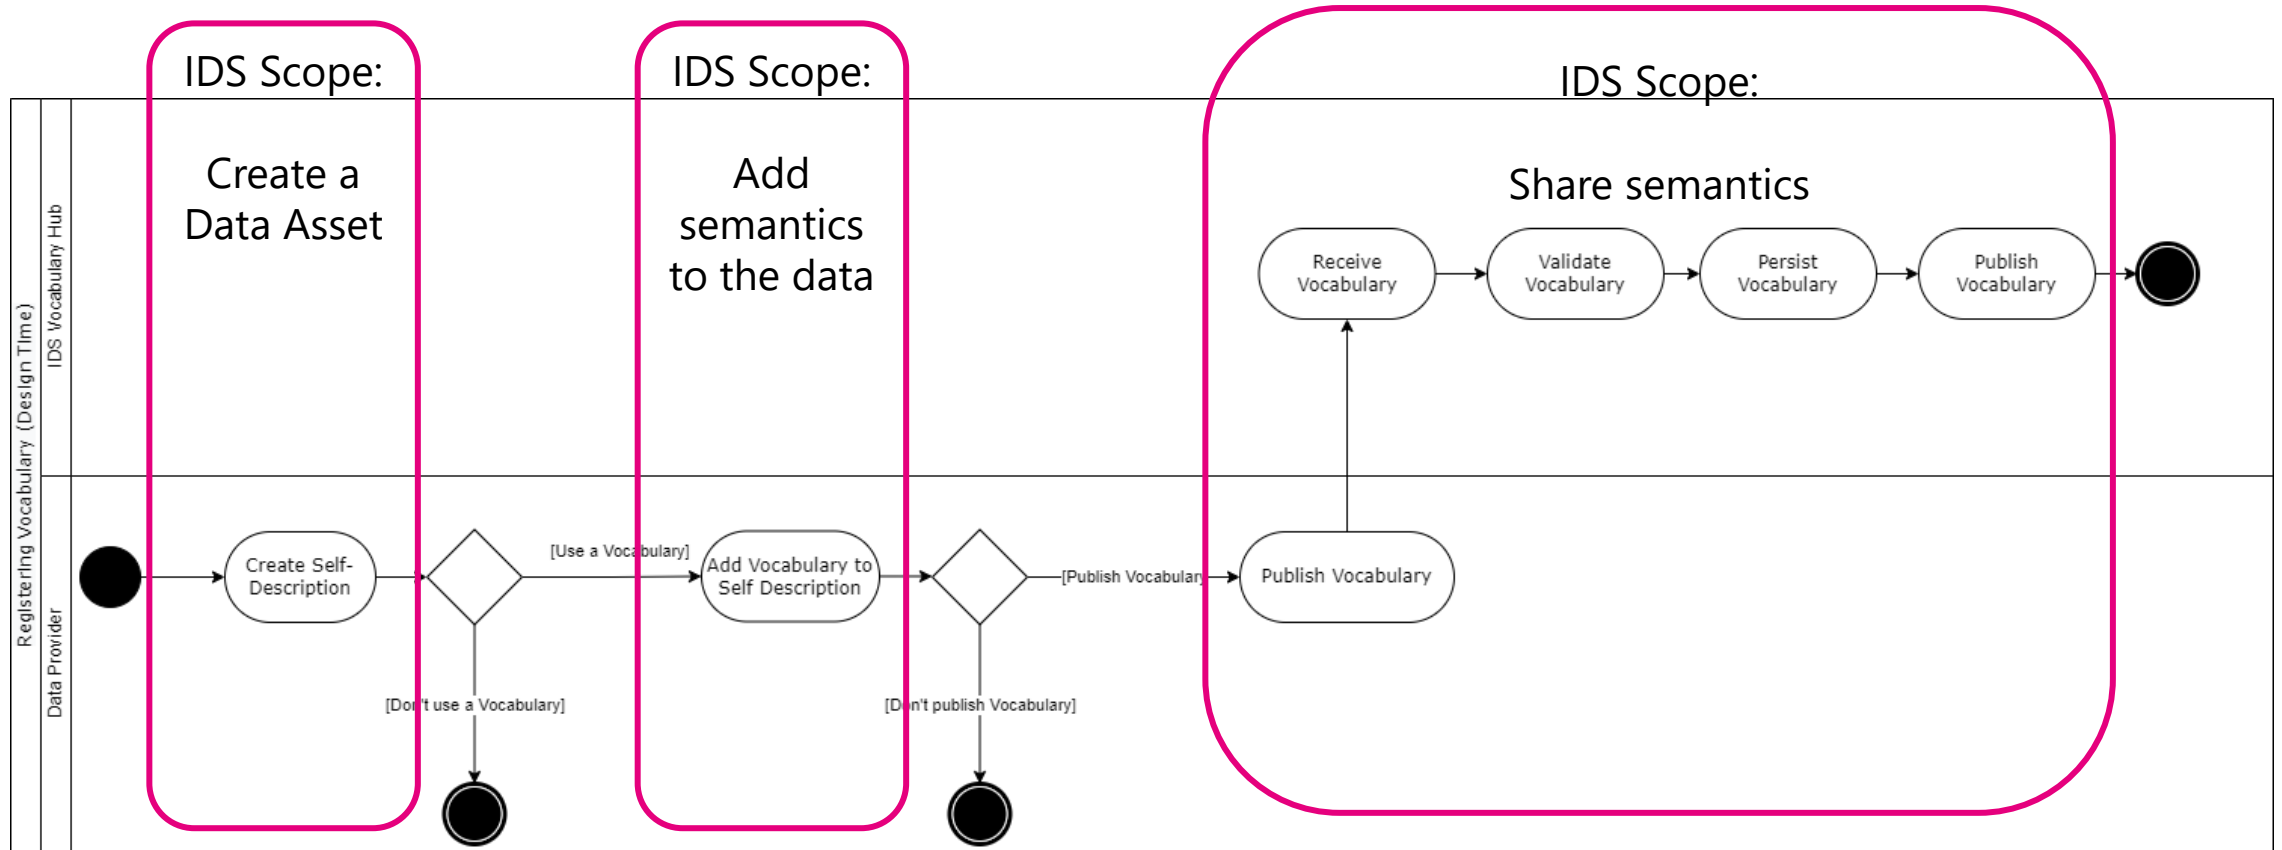 IDS Scope:
Create a
Data Asset
IDS Scope:
Add
semantics
to the data
IDS Scope:
Share semantics
Registering Vocabulary (Design Time)
IDS Vocabulary Hub
Receive
Vocabulary
Validate
Vocabulary
Persist
Vocabulary
Publish
Vocabulary
Data Provider
Create Self-
Description
[Use a Vocabulary]
Add Vocabulary to
Self Description
[Publish Vocabulary
Publish Vocabulary
[Don't use a Vocabulary]
[Don't publish Vocabulary]